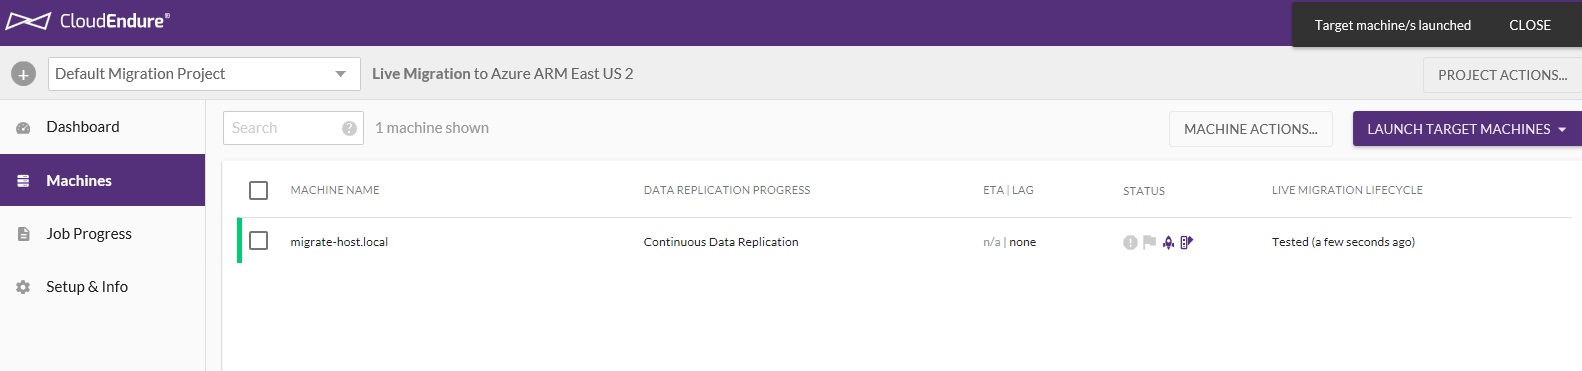 CloudEndure®
Target machine/s launched CLOSE
+ Default Migration Project Live Migration to Azure ARM East US 2 PROJECT ACTIONS...
Dashboard
Machines
Job Progress
Setup & Info
Search ? 1 machine shown MACHINE ACTIONS... LAUNCH TARGET MACHINES
MACHINE NAME DATA REPLICATION PROGRESS ETA | LAG STATUS LIVE MIGRATION LIFECYCLE
migrate-host.local Continuous Data Replication n/a | none Tested (a few seconds ago)